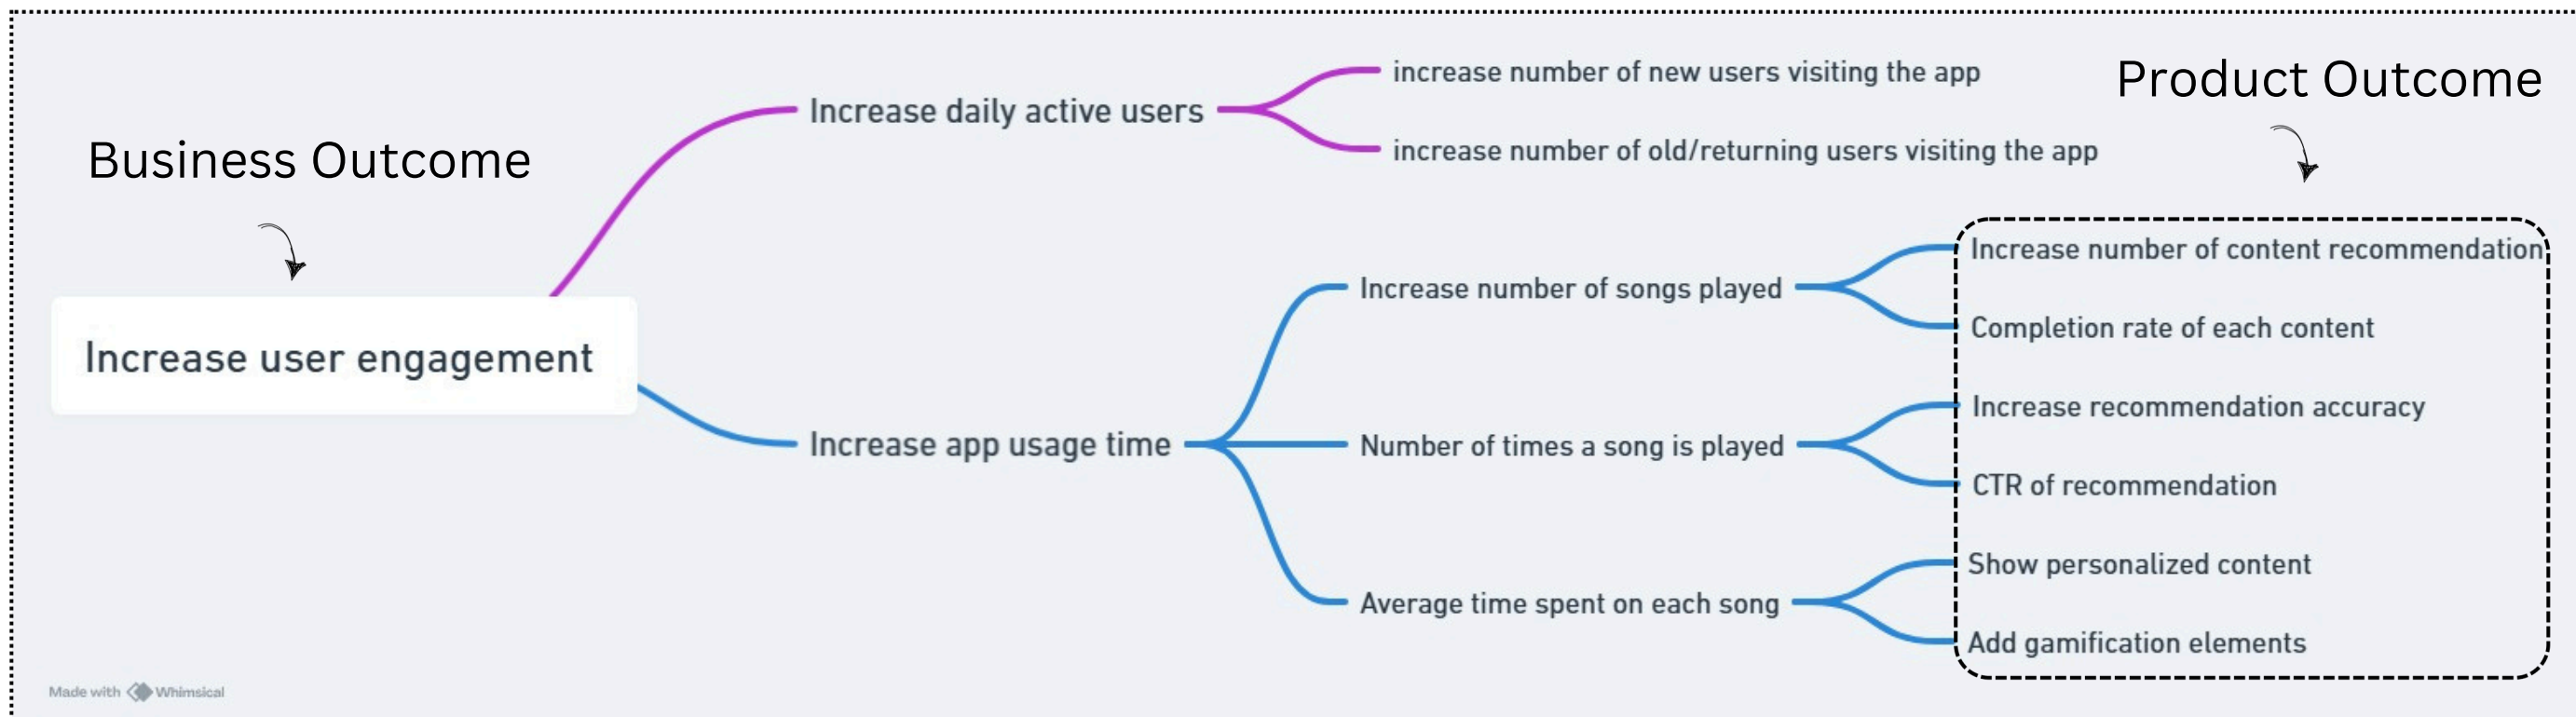 Business Outcome
Product Outcome
Increase user engagement
Increase daily active users
increase number of new users visiting the app
increase number of old/returning users visiting the app
Increase app usage time
Increase number of songs played
Increase number of content recommendation
Completion rate of each content
Number of times a song is played
Increase recommendation accuracy
CTR of recommendation
Average time spent on each song
Show personalized content
Add gamification elements
Made with Whimsical